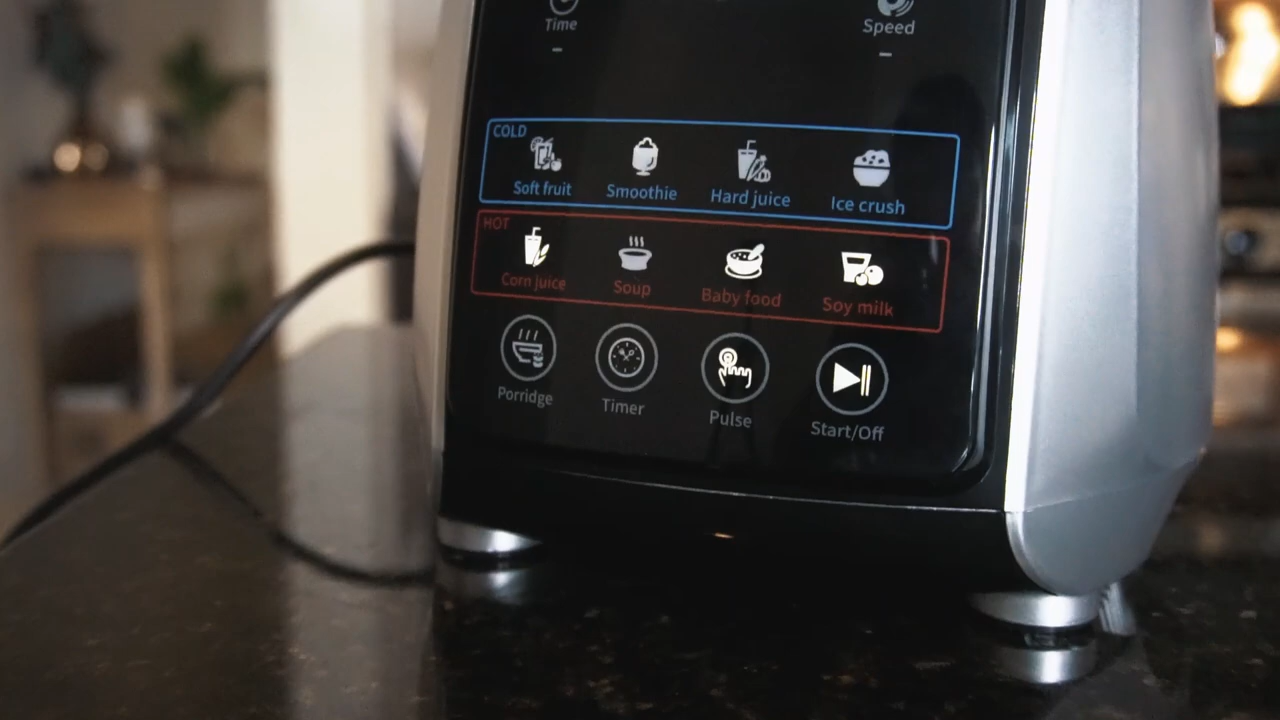 Time Speed
– –
COLD
Soft fruit Smoothie Hard juice Ice crush
HOT
Corn juice Soup Baby food Soy milk
Porridge Timer Pulse Start/Off